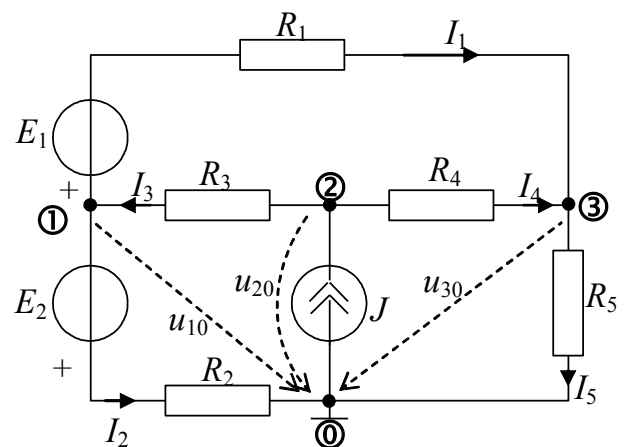 R₁
I₁
E₁
+
I₃
R₃
②
R₄
I₄
①
③
E₂
+
u₁₀
u₂₀
J
u₃₀
R₅
R₂
I₂
I₅
⓪